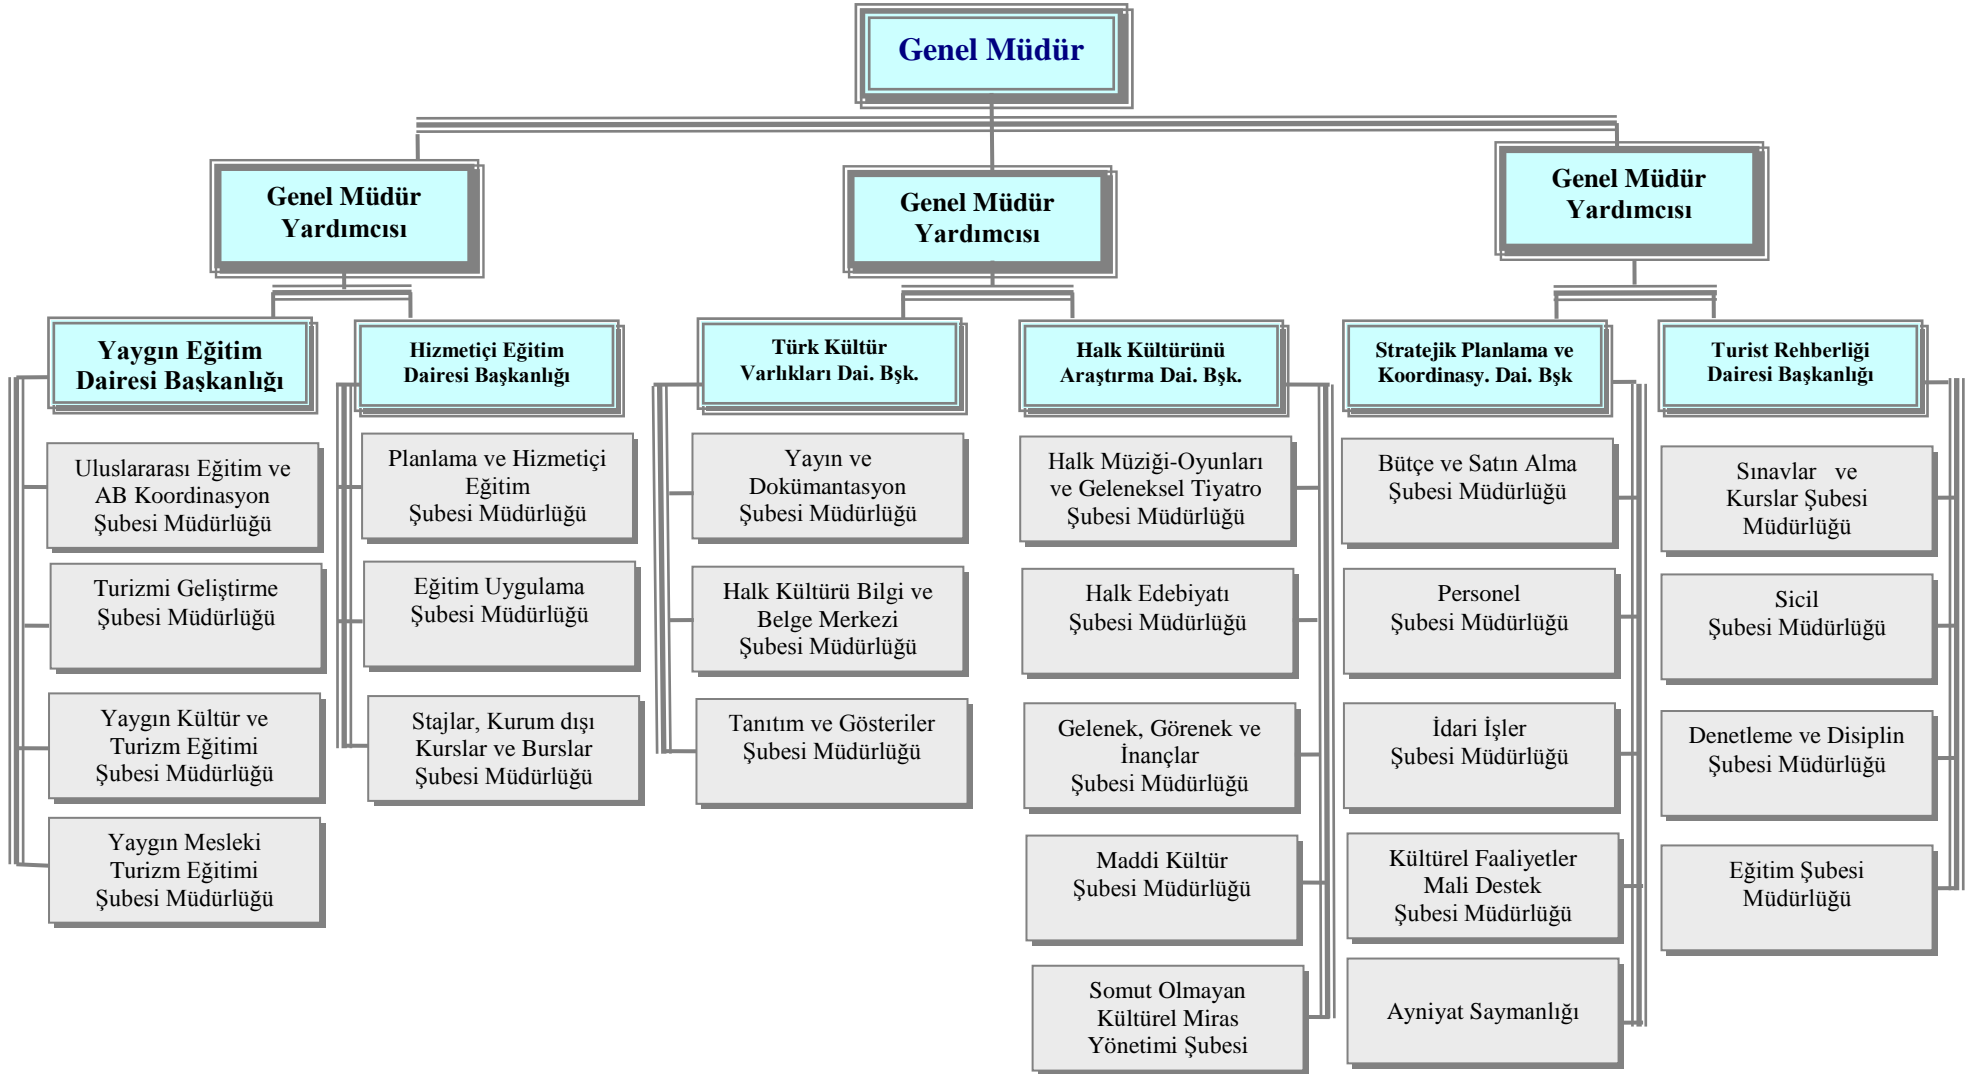 Genel Müdür
Genel Müdür
Yardımcısı
Genel Müdür
Yardımcısı
Genel Müdür
Yardımcısı
Yaygın Eğitim
Dairesi Başkanlığı
Hizmetiçi Eğitim
Dairesi Başkanlığı
Türk Kültür
Varlıkları Dai. Bşk.
Halk Kültürünü
Araştırma Dai. Bşk.
Stratejik Planlama ve
Koordinasy. Dai. Bşk
Turist Rehberliği
Dairesi Başkanlığı
Uluslararası Eğitim ve
AB Koordinasyon
Şubesi Müdürlüğü
Turizmi Geliştirme
Şubesi Müdürlüğü
Yaygın Kültür ve
Turizm Eğitimi
Şubesi Müdürlüğü
Yaygın Mesleki
Turizm Eğitimi
Şubesi Müdürlüğü
Planlama ve Hizmetiçi
Eğitim
Şubesi Müdürlüğü
Eğitim Uygulama
Şubesi Müdürlüğü
Stajlar, Kurum dışı
Kurslar ve Burslar
Şubesi Müdürlüğü
Yayın ve
Dokümantasyon
Şubesi Müdürlüğü
Halk Kültürü Bilgi ve
Belge Merkezi
Şubesi Müdürlüğü
Tanıtım ve Gösteriler
Şubesi Müdürlüğü
Halk Müziği-Oyunları
ve Geleneksel Tiyatro
Şubesi Müdürlüğü
Halk Edebiyatı
Şubesi Müdürlüğü
Gelenek, Görenek ve
İnançlar
Şubesi Müdürlüğü
Maddi Kültür
Şubesi Müdürlüğü
Somut Olmayan
Kültürel Miras
Yönetimi Şubesi
Bütçe ve Satın Alma
Şubesi Müdürlüğü
Personel
Şubesi Müdürlüğü
İdari İşler
Şubesi Müdürlüğü
Kültürel Faaliyetler
Mali Destek
Şubesi Müdürlüğü
Ayniyat Saymanlığı
Sınavlar ve
Kurslar Şubesi
Müdürlüğü
Sicil
Şubesi Müdürlüğü
Denetleme ve Disiplin
Şubesi Müdürlüğü
Eğitim Şubesi
Müdürlüğü